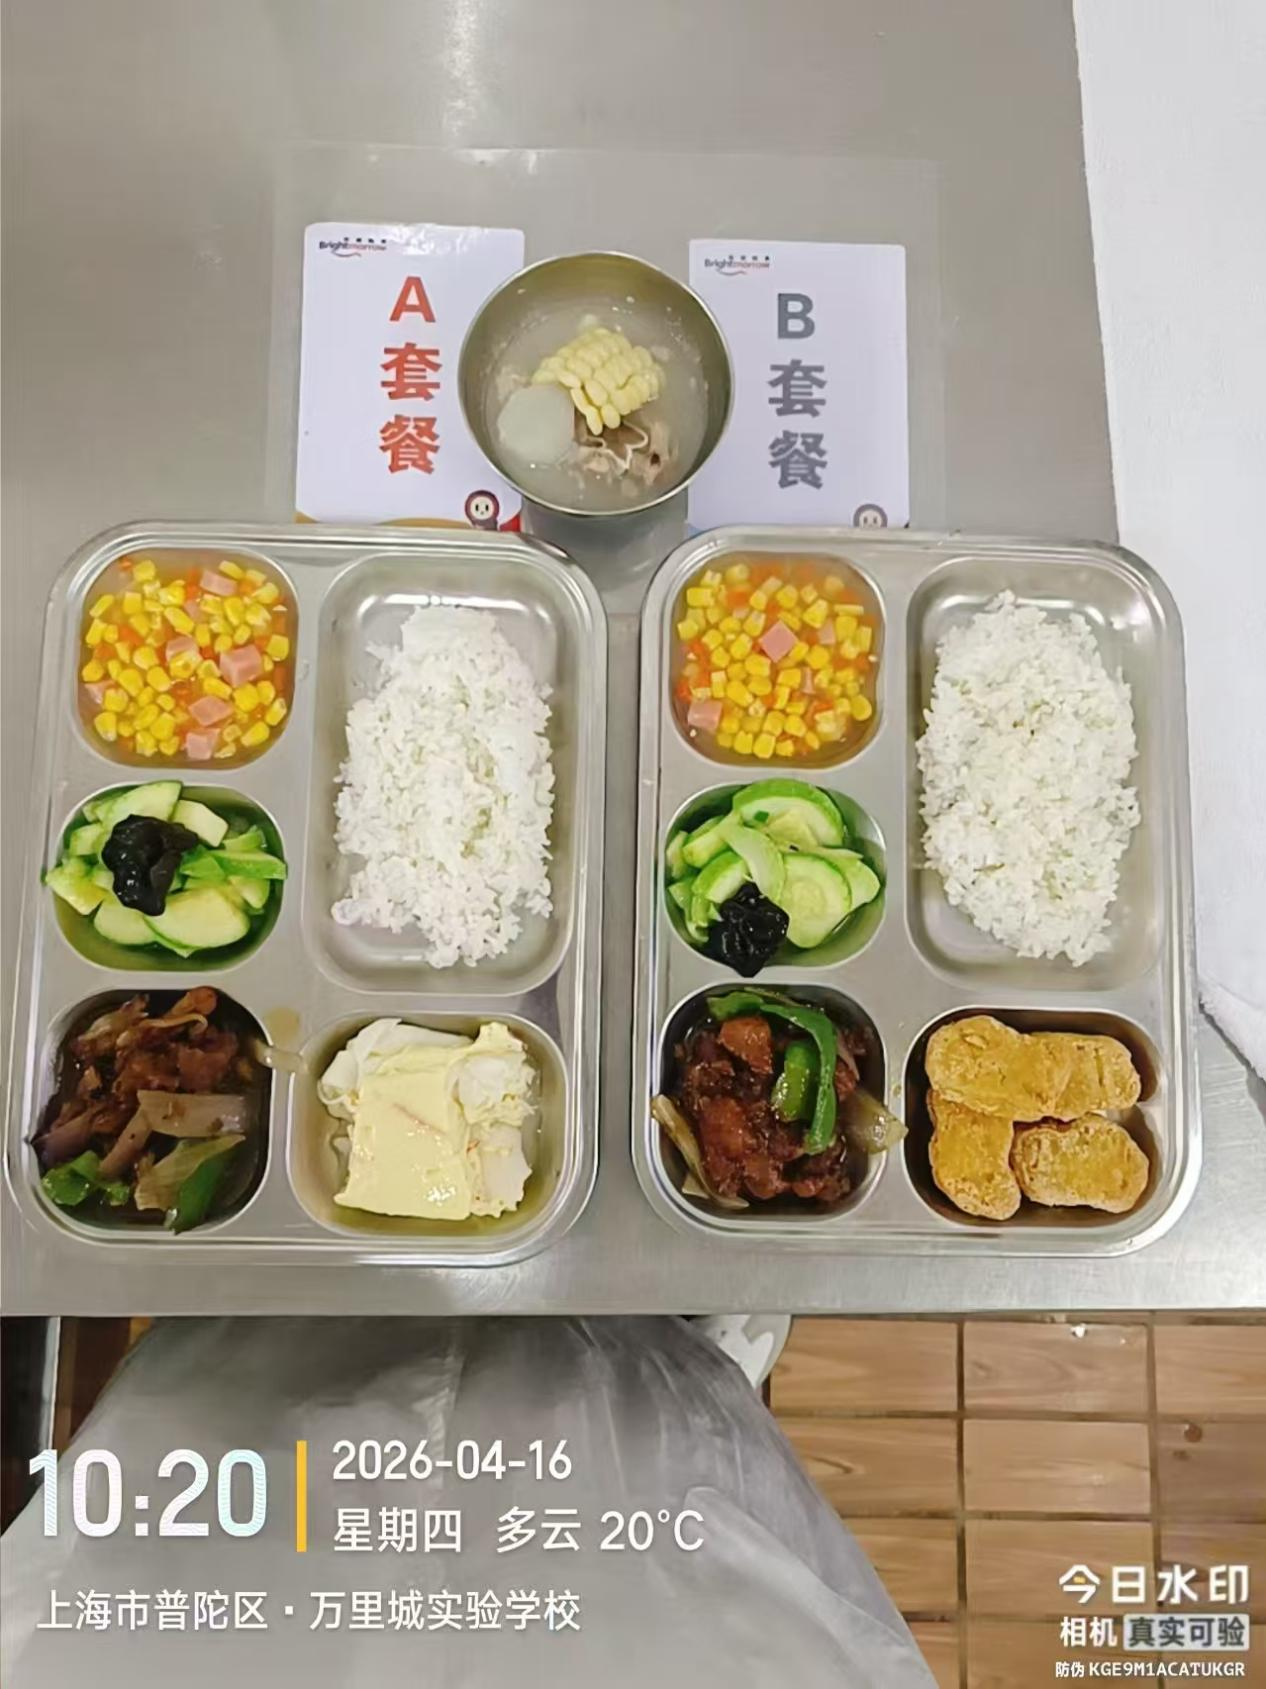 Brightmorrow
A
套
餐
Brightmorrow
B
套
餐
10:20
2026-04-16
星期四 多云 20°C
上海市普陀区·万里城实验学校
今日水印
相机 真实可验
防伪 KGE9M1ACATUKGR